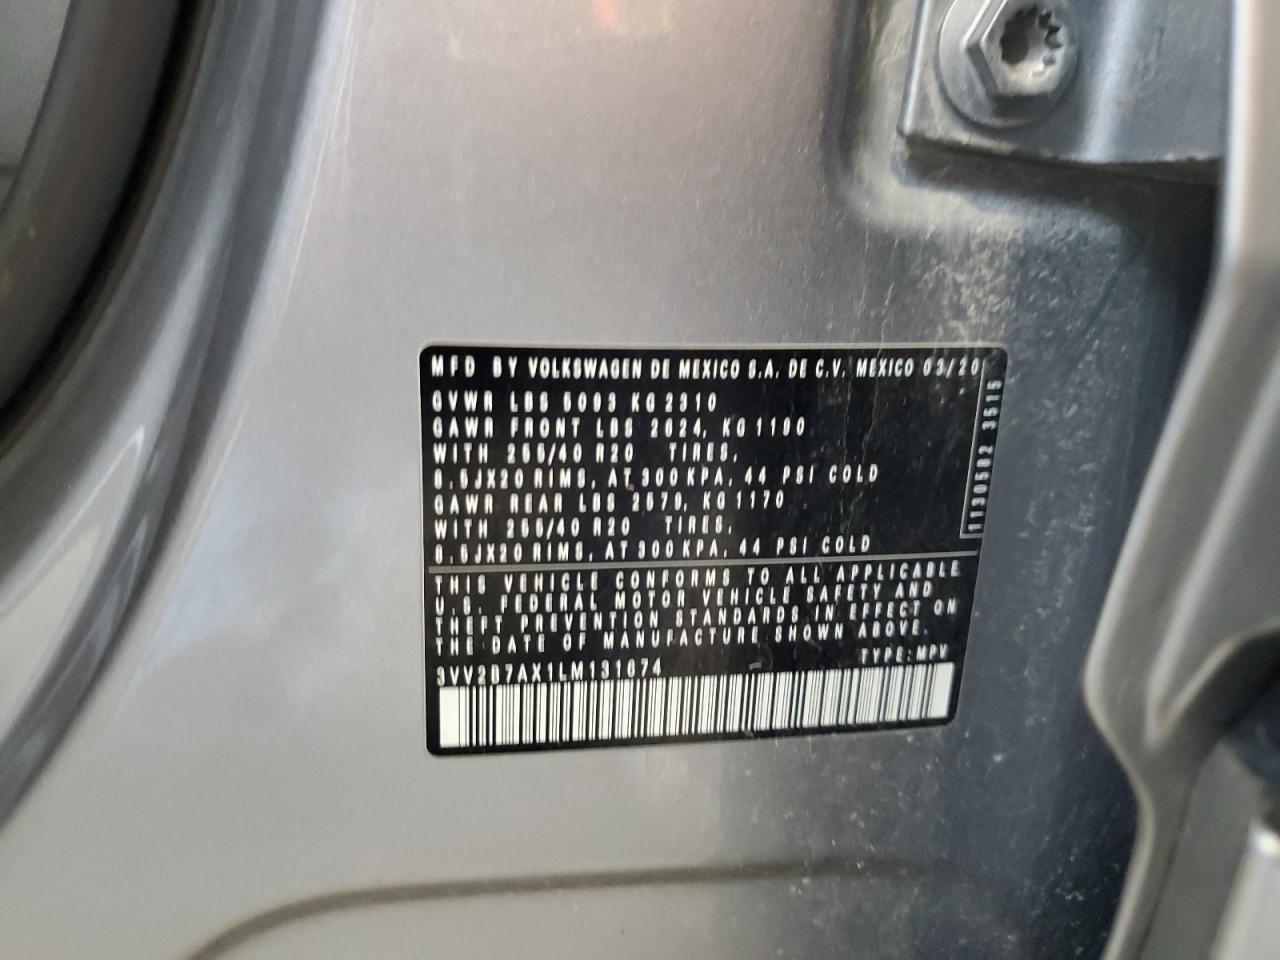 MFD BY VOLKSWAGEN DE MEXICO S.A. DE C.V. MEXICO 03/20
GVWR LBS 5093 KG 2310
GAWR FRONT LBS 2624, KG 1190
WITH 255/40 R20 TIRES,
8.5JX20 RIMS, AT 300 KPA, 44 PSI COLD
GAWR REAR LBS 2579, KG 1170
WITH 255/40 R20 TIRES,
8.5JX20 RIMS, AT 300 KPA, 44 PSI COLD
1130582 3515
THIS VEHICLE CONFORMS TO ALL APPLICABLE
U.S. FEDERAL MOTOR VEHICLE SAFETY AND
THEFT PREVENTION STANDARDS IN EFFECT ON
THE DATE OF MANUFACTURE SHOWN ABOVE.
3VV2B7AX1LM131074
TYPE: MPV